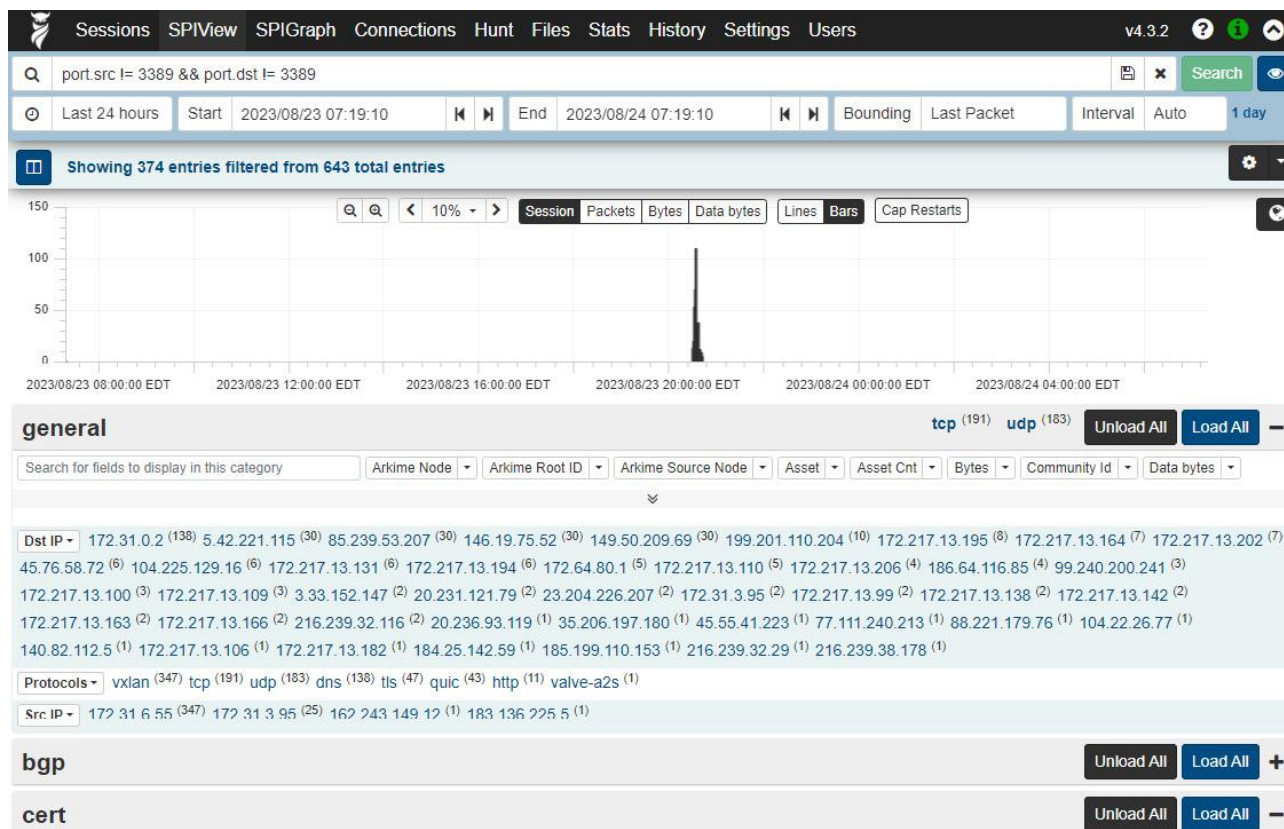 Sessions SPIView SPIGraph Connections Hunt Files Stats History Settings Users v4.3.2
port.src != 3389 && port.dst != 3389 Search
Last 24 hours Start 2023/08/23 07:19:10 End 2023/08/24 07:19:10 Bounding Last Packet Interval Auto 1 day
Showing 374 entries filtered from 643 total entries
150 10% Session Packets Bytes Data bytes Lines Bars Cap Restarts
100
50
0
2023/08/23 08:00:00 EDT 2023/08/23 12:00:00 EDT 2023/08/23 16:00:00 EDT 2023/08/23 20:00:00 EDT 2023/08/24 00:00:00 EDT 2023/08/24 04:00:00 EDT
general tcp (191) udp (183) Unload All Load All
Search for fields to display in this category Arkime Node Arkime Root ID Arkime Source Node Asset Asset Cnt Bytes Community Id Data bytes
Dst IP 172.31.0.2 (138) 5.42.221.115 (30) 85.239.53.207 (30) 146.19.75.52 (30) 149.50.209.69 (30) 199.201.110.204 (10) 172.217.13.195 (8) 172.217.13.164 (7) 172.217.13.202 (7)
45.76.58.72 (6) 104.225.129.16 (6) 172.217.13.131 (6) 172.217.13.194 (6) 172.64.80.1 (5) 172.217.13.110 (5) 172.217.13.206 (4) 186.64.116.85 (4) 99.240.200.241 (3)
172.217.13.100 (3) 172.217.13.109 (3) 3.33.152.147 (2) 20.231.121.79 (2) 23.204.226.207 (2) 172.31.3.95 (2) 172.217.13.99 (2) 172.217.13.138 (2) 172.217.13.142 (2)
172.217.13.163 (2) 172.217.13.166 (2) 216.239.32.116 (2) 20.236.93.119 (1) 35.206.197.180 (1) 45.55.41.223 (1) 77.111.240.213 (1) 88.221.179.76 (1) 104.22.26.77 (1)
140.82.112.5 (1) 172.217.13.106 (1) 172.217.13.182 (1) 184.25.142.59 (1) 185.199.110.153 (1) 216.239.32.29 (1) 216.239.38.178 (1)
Protocols vxlan (347) tcp (191) udp (183) dns (138) tls (47) quic (43) http (11) valve-a2s (1)
Src IP 172.31.6.55 (347) 172.31.3.95 (25) 162.243.149.12 (1) 183.136.225.5 (1)
bgp Unload All Load All
cert Unload All Load All